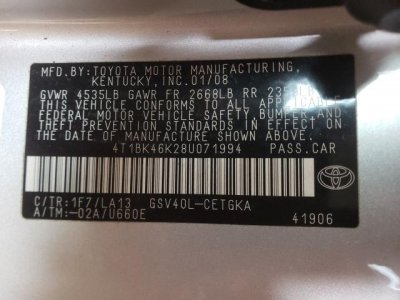 MFD.BY:TOYOTA MOTOR MANUFACTURING,
KENTUCKY, INC. 01/08
GVWR 4535LB GAWR FR 2668LB RR
THIS VEHICLE CONFORMS TO ALL APPLICABLE
FEDERAL MOTOR VEHICLE SAFETY, BUMPER, AND
THEFT PREVENTION STANDARDS IN EFFECT ON
THE DATE OF MANUFACTURE SHOWN ABOVE.
4T1BK46K28U071994 PASS.CAR
C/TR:1F7/LA13 GSV40L-CETGKA
A/TM:-02A/U660E
TOYOTA
41906